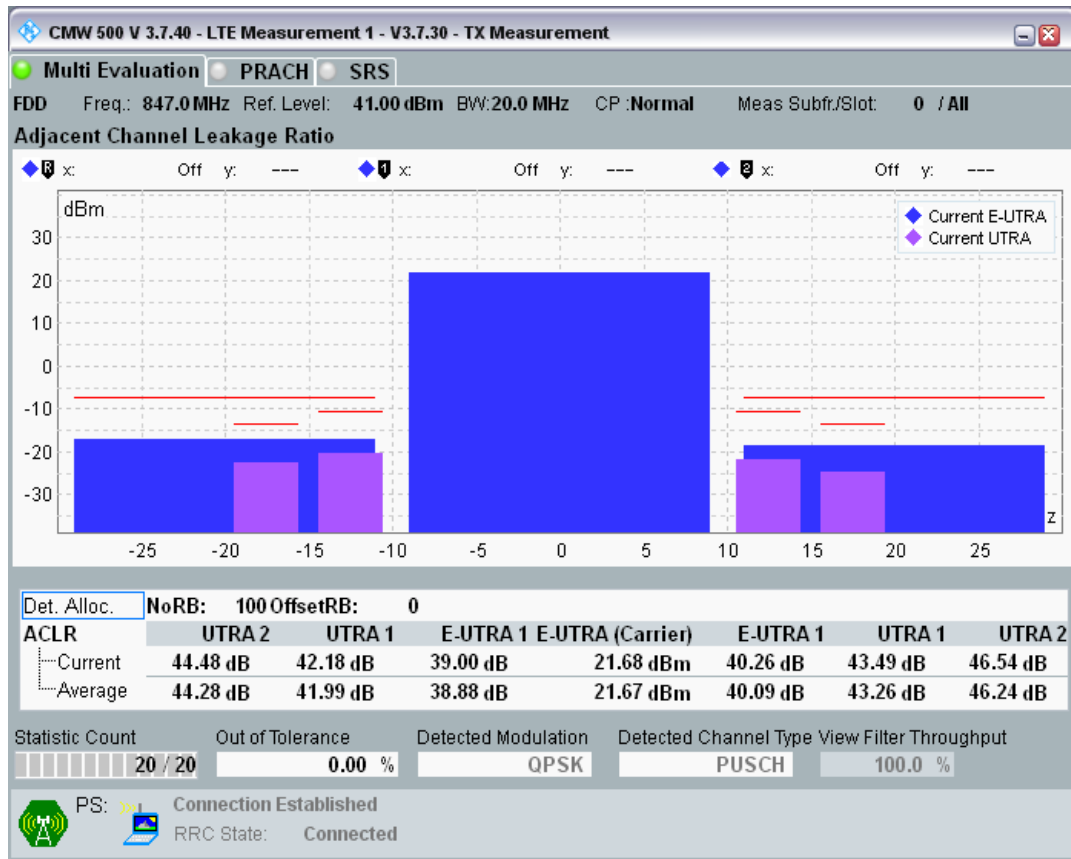 CMW 500 V 3.7.40 - LTE Measurement 1 - V3.7.30 - TX Measurement
Multi Evaluation PRACH SRS
FDD Freq.: 847.0 MHz Ref. Level: 41.00 dBm BW: 20.0 MHz CP : Normal Meas Subfr./Slot: 0 / All
Adjacent Channel Leakage Ratio
R x: Off y: --- 1 x: Off y: --- 2 x: Off y: ---
dBm
Current E-UTRA
Current UTRA
30
20
10
0
-10
-20
-30
z
-25 -20 -15 -10 -5 0 5 10 15 20 25
Det. Alloc. NoRB: 100 OffsetRB: 0
ACLR UTRA 2 UTRA 1 E-UTRA 1 E-UTRA (Carrier) E-UTRA 1 UTRA 1 UTRA 2
Current 44.48 dB 42.18 dB 39.00 dB 21.68 dBm 40.26 dB 43.49 dB 46.54 dB
Average 44.28 dB 41.99 dB 38.88 dB 21.67 dBm 40.09 dB 43.26 dB 46.24 dB
Statistic Count Out of Tolerance Detected Modulation Detected Channel Type View Filter Throughput
20 / 20 0.00 % QPSK PUSCH 100.0 %
PS: Connection Established
RRC State: Connected